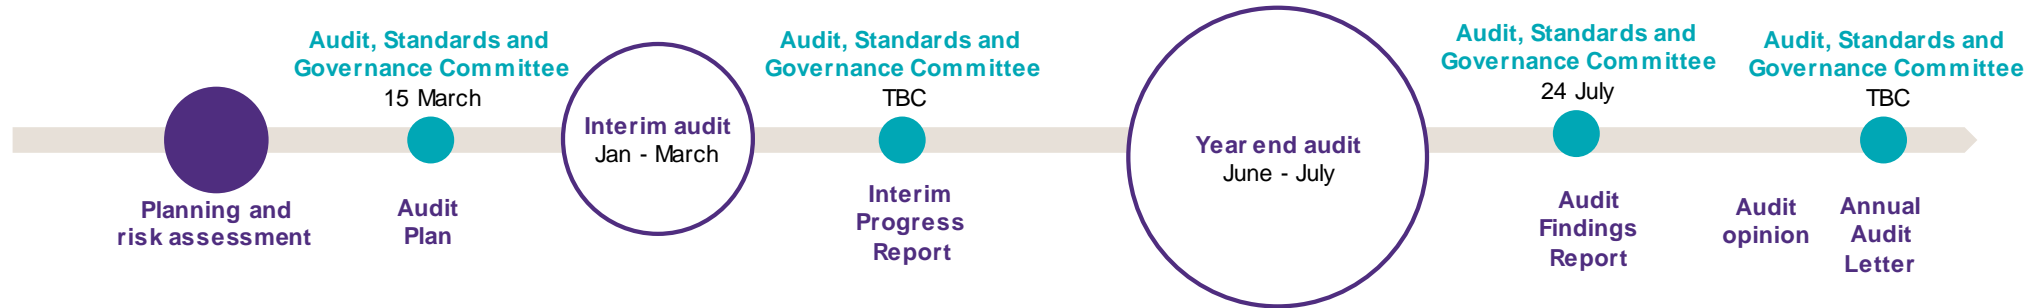 Audit, Standards and
Governance Committee
15 March
Audit, Standards and
Governance Committee
TBC
Audit, Standards and
Governance Committee
24 July
Audit, Standards and
Governance Committee
TBC
Interim audit
Jan - March
Year end audit
June - July
Planning and
risk assessment
Audit
Plan
Interim
Progress
Report
Audit
Findings
Report
Audit
opinion
Annual
Audit
Letter